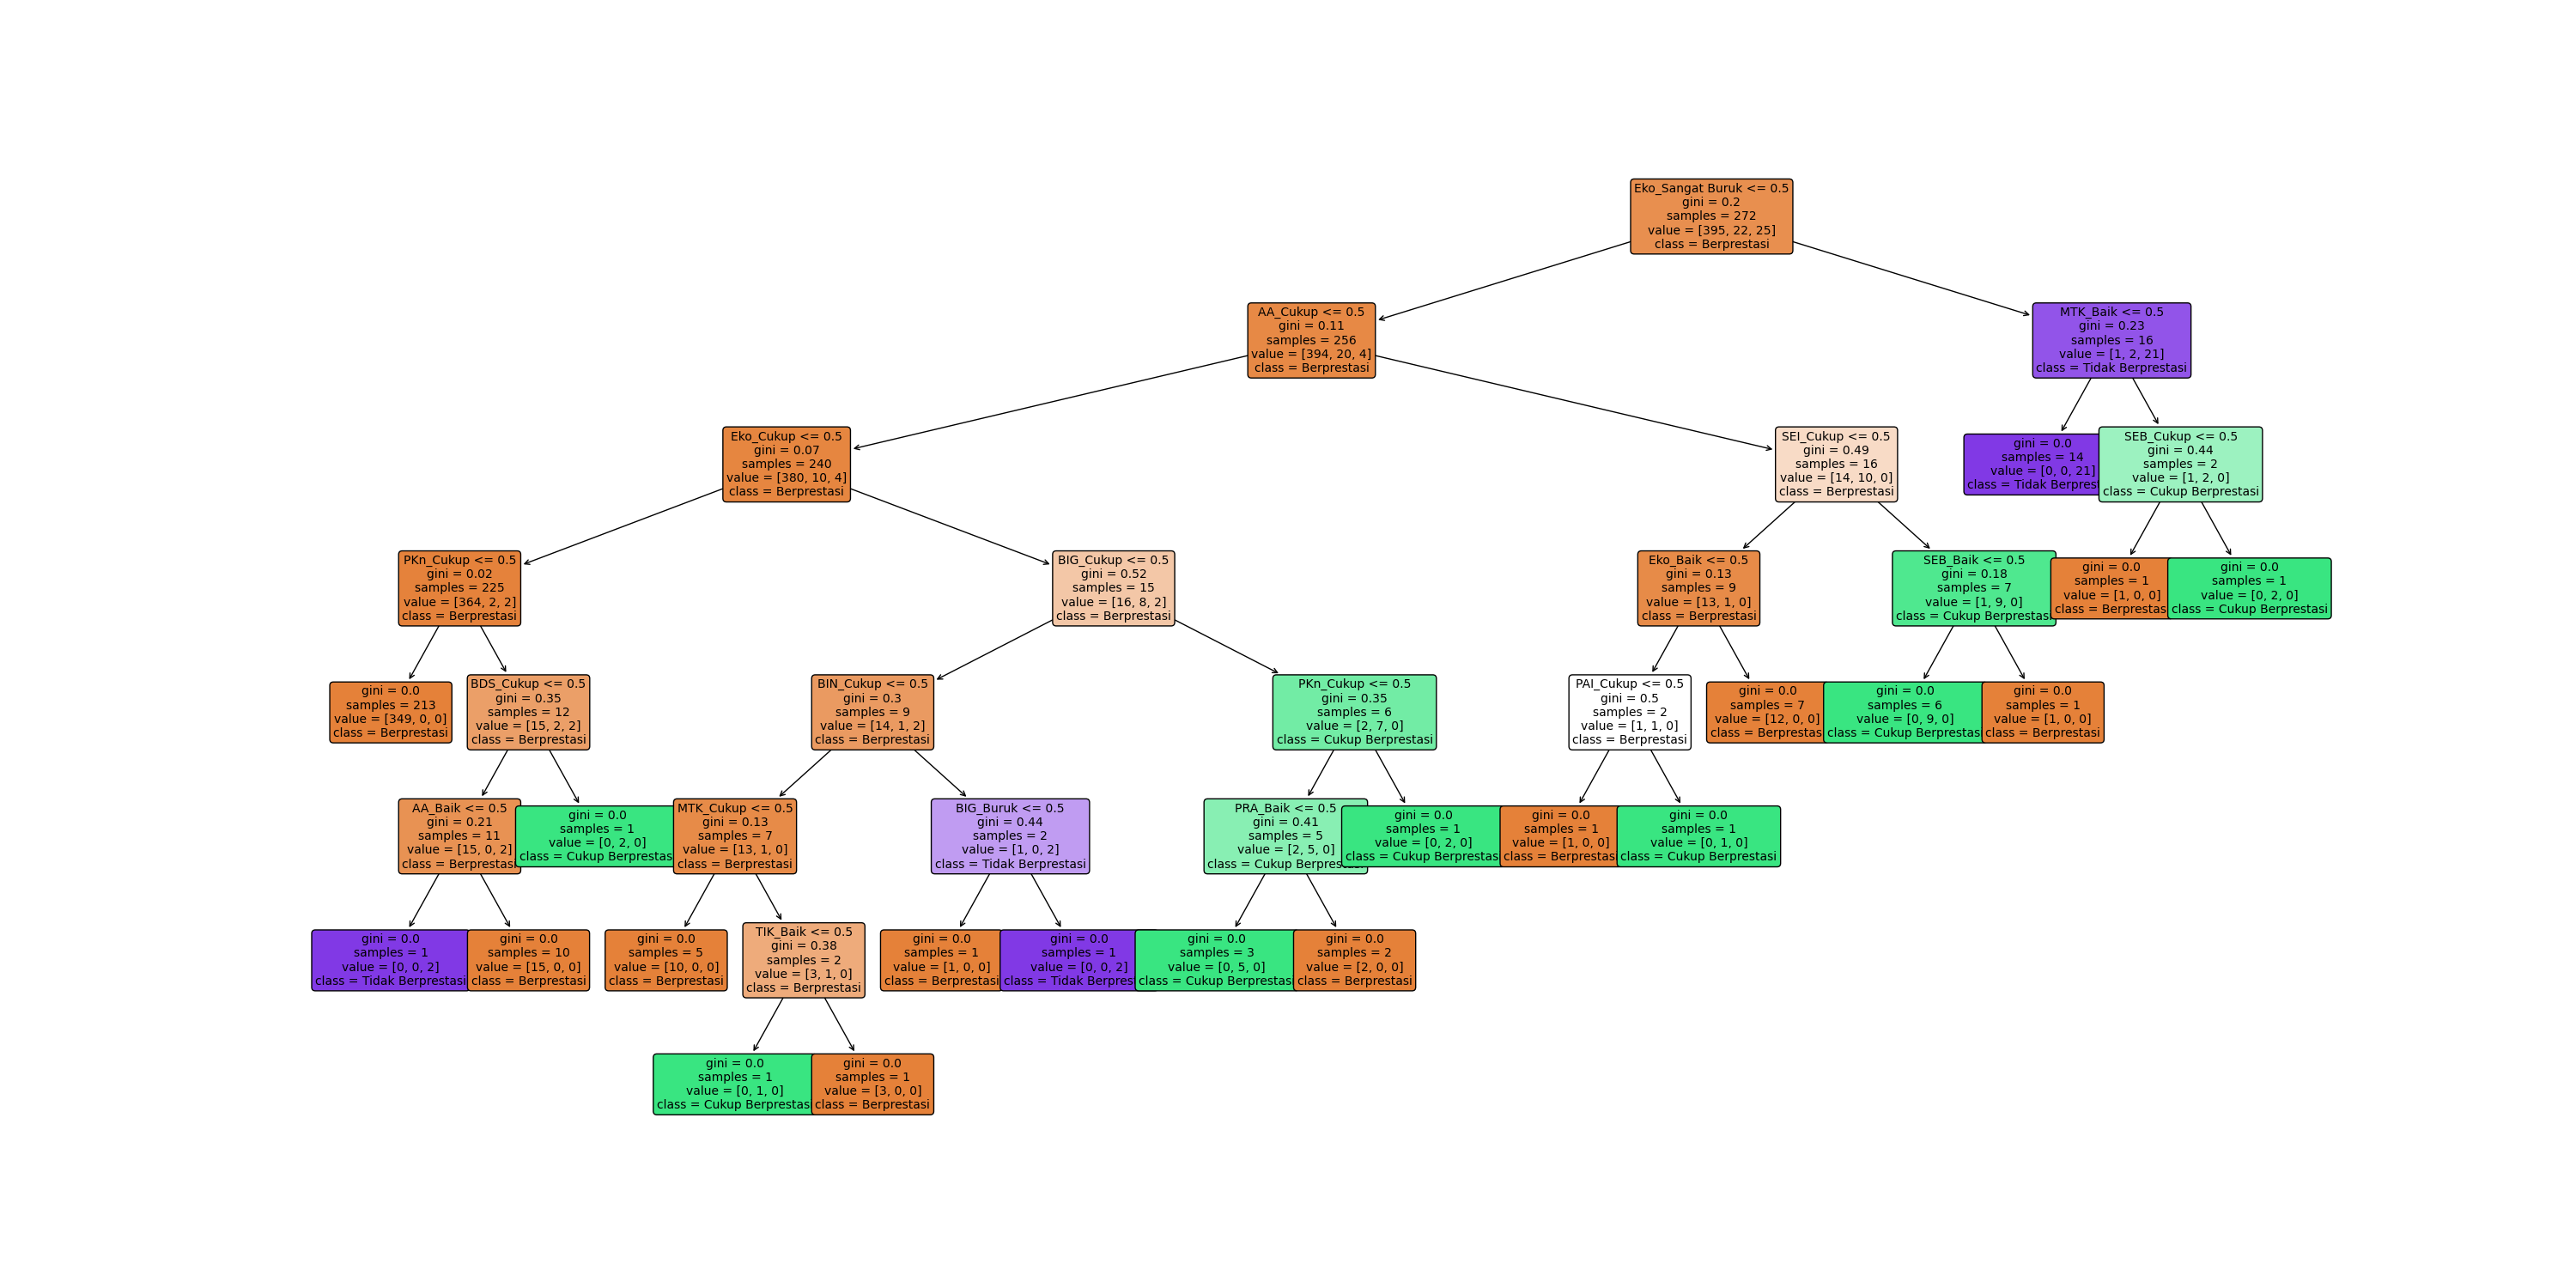 Eko_Sangat Buruk <= 0.5
gini = 0.2
samples = 272
value = [395, 22, 25]
class = Berprestasi
AA_Cukup <= 0.5
gini = 0.11
samples = 256
value = [394, 20, 4]
class = Berprestasi
MTK_Baik <= 0.5
gini = 0.23
samples = 16
value = [1, 2, 21]
class = Tidak Berprestasi
Eko_Cukup <= 0.5
gini = 0.07
samples = 240
value = [380, 10, 4]
class = Berprestasi
SEI_Cukup <= 0.5
gini = 0.49
samples = 16
value = [14, 10, 0]
class = Berprestasi
gini = 0.0
samples = 14
value = [0, 0, 21]
class = Tidak Berpres
SEB_Cukup <= 0.5
gini = 0.44
samples = 2
value = [1, 2, 0]
class = Cukup Berprestasi
PKn_Cukup <= 0.5
gini = 0.02
samples = 225
value = [364, 2, 2]
class = Berprestasi
BIG_Cukup <= 0.5
gini = 0.52
samples = 15
value = [16, 8, 2]
class = Berprestasi
Eko_Baik <= 0.5
gini = 0.13
samples = 9
value = [13, 1, 0]
class = Berprestasi
SEB_Baik <= 0.5
gini = 0.18
samples = 7
value = [1, 9, 0]
class = Cukup Berprestasi
gini = 0.0
samples = 1
value = [1, 0, 0]
class = Berprestas
gini = 0.0
samples = 1
value = [0, 2, 0]
class = Cukup Berprestasi
gini = 0.0
samples = 213
value = [349, 0, 0]
class = Berprestasi
BDS_Cukup <= 0.5
gini = 0.35
samples = 12
value = [15, 2, 2]
class = Berprestasi
BIN_Cukup <= 0.5
gini = 0.3
samples = 9
value = [14, 1, 2]
class = Berprestasi
PKn_Cukup <= 0.5
gini = 0.35
samples = 6
value = [2, 7, 0]
class = Cukup Berprestasi
PAI_Cukup <= 0.5
gini = 0.5
samples = 2
value = [1, 1, 0]
class = Berprestasi
gini = 0.0
samples = 7
value = [12, 0, 0]
class = Berprestas
gini = 0.0
samples = 6
value = [0, 9, 0]
class = Cukup Berprestas
gini = 0.0
samples = 1
value = [1, 0, 0]
class = Berprestasi
AA_Baik <= 0.5
gini = 0.21
samples = 11
value = [15, 0, 2]
class = Berprestasi
gini = 0.0
samples = 1
value = [0, 2, 0]
class = Cukup Berprestas
MTK_Cukup <= 0.5
gini = 0.13
samples = 7
value = [13, 1, 0]
class = Berprestasi
BIG_Buruk <= 0.5
gini = 0.44
samples = 2
value = [1, 0, 2]
class = Tidak Berprestasi
PRA_Baik <= 0.5
gini = 0.41
samples = 5
value = [2, 5, 0]
class = Cukup Berpres
gini = 0.0
samples = 1
value = [0, 2, 0]
class = Cukup Berprestas
gini = 0.0
samples = 1
value = [1, 0, 0]
class = Berprestas
gini = 0.0
samples = 1
value = [0, 1, 0]
class = Cukup Berprestasi
gini = 0.0
samples = 1
value = [0, 0, 2]
class = Tidak Berprestasi
gini = 0.0
samples = 10
value = [15, 0, 0]
class = Berprestasi
gini = 0.0
samples = 5
value = [10, 0, 0]
class = Berprestasi
TIK_Baik <= 0.5
gini = 0.38
samples = 2
value = [3, 1, 0]
class = Berprestasi
gini = 0.0
samples = 1
value = [1, 0, 0]
class = Berprestasi
gini = 0.0
samples = 1
value = [0, 0, 2]
class = Tidak Berpres
gini = 0.0
samples = 3
value = [0, 5, 0]
class = Cukup Berprestas
gini = 0.0
samples = 2
value = [2, 0, 0]
class = Berprestasi
gini = 0.0
samples = 1
value = [0, 1, 0]
class = Cukup Berprestas
gini = 0.0
samples = 1
value = [3, 0, 0]
class = Berprestasi